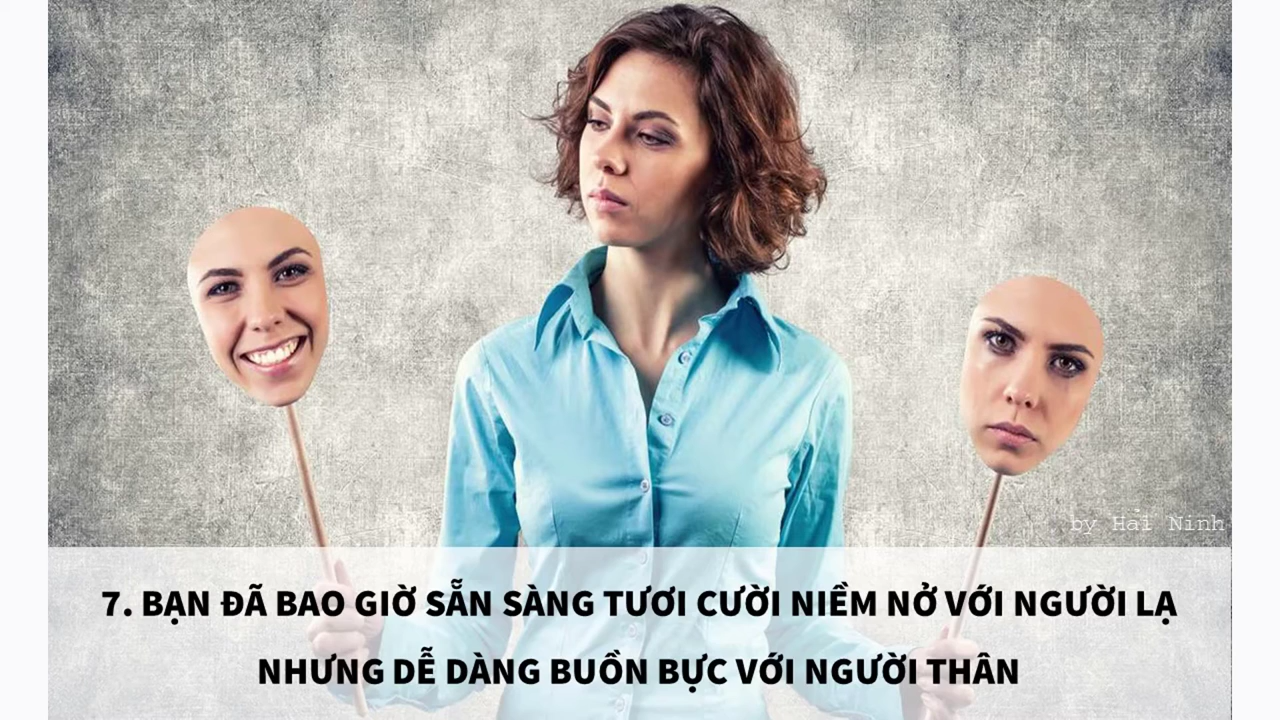 by Hải Ninh
7. BẠN ĐÃ BAO GIỜ SẴN SÀNG TƯƠI CƯỜI NIỀM NỞ VỚI NGƯỜI LẠ
NHƯNG DỄ DÀNG BUỒN BỰC VỚI NGƯỜI THÂN